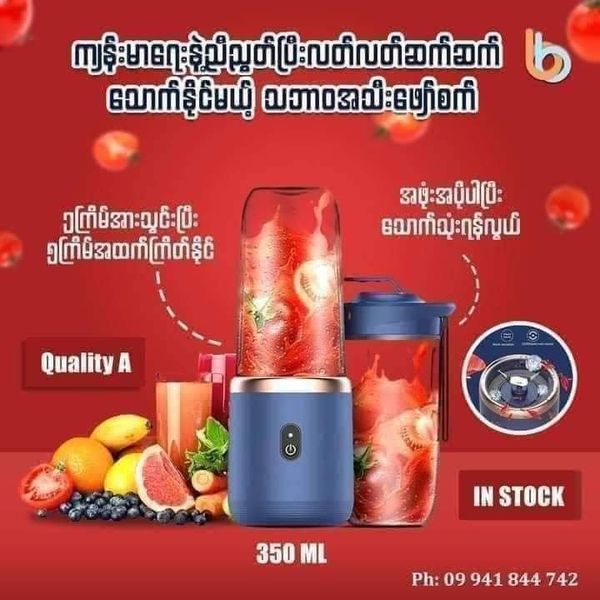 ကျန်းမာရေးနဲ့ညီညွတ်ပြီးလတ်လတ်ဆက်ဆက်
သောက်နိုင်မယ့် သဘာဝအသီးဖျော်စက်
၅ကြိမ်အားသွင်းပြီး
၅ကြိမ်အထက်ကြိတ်နိုင်
အဖုံးအပိုပါပြီး
သောက်သုံးရန်လွယ်
Quality A
IN STOCK
350 ML
Ph: 09 941 844 742